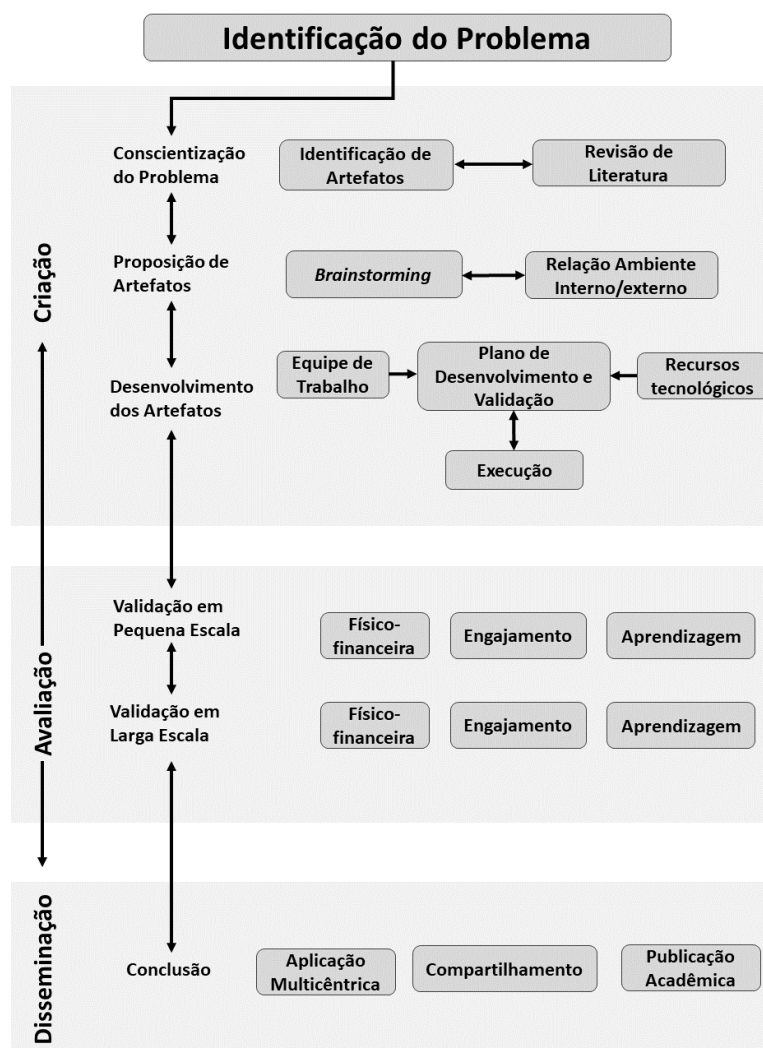 Identificação do Problema
Criação
Conscientização
do Problema
Identificação de
Artefatos
Revisão de
Literatura
Proposição de
Artefatos
Brainstorming
Relação Ambiente
Interno/externo
Desenvolvimento
dos Artefatos
Equipe de
Trabalho
Plano de
Desenvolvimento e
Validação
Recursos
tecnológicos
Execução
Avaliação
Validação em
Pequena Escala
Físico-
financeira
Engajamento
Aprendizagem
Validação em
Larga Escala
Físico-
financeira
Engajamento
Aprendizagem
Disseminação
Conclusão
Aplicação
Multicêntrica
Compartilhamento
Publicação
Acadêmica